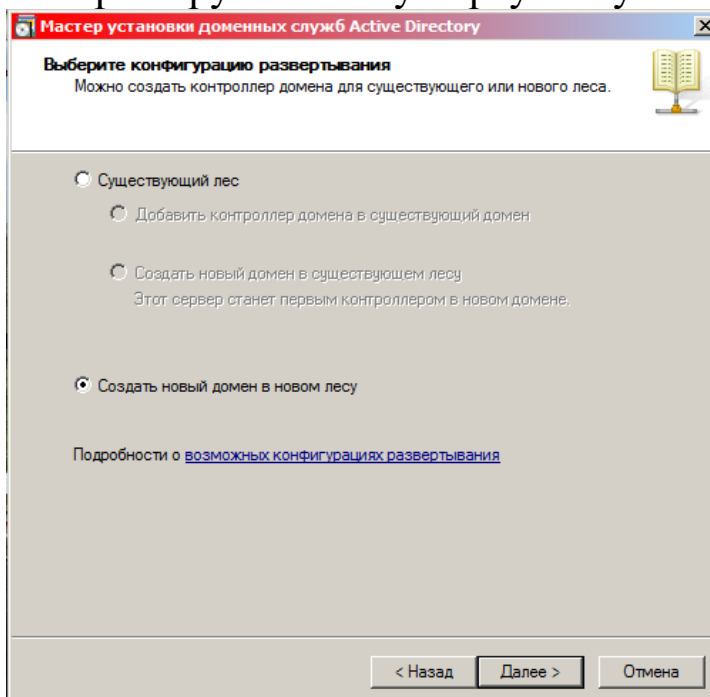 Мастер установки доменных служб Active Directory
Выберите конфигурацию развертывания
Можно создать контроллер домена для существующего или нового леса.
Существующий лес
Добавить контроллер домена в существующий домен
Создать новый домен в существующем лесу
Этот сервер станет первым контроллером в новом домене.
Создать новый домен в новом лесу
Подробности о возможных конфигурациях развертывания
< Назад Далее > Отмена